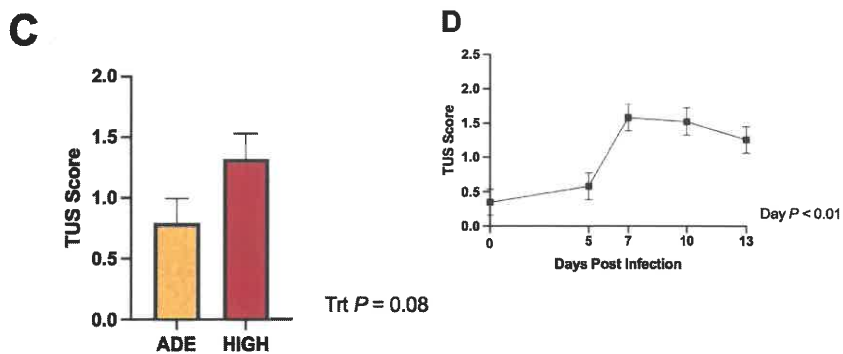 C
TUS Score
2.0
1.5
1.0
0.5
0.0
ADE HIGH
Trt P = 0.08
D
TUS Score
2.5
2.0
1.5
1.0
0.5
0.0
0 5 7 10 13
Days Post Infection
Day P < 0.01